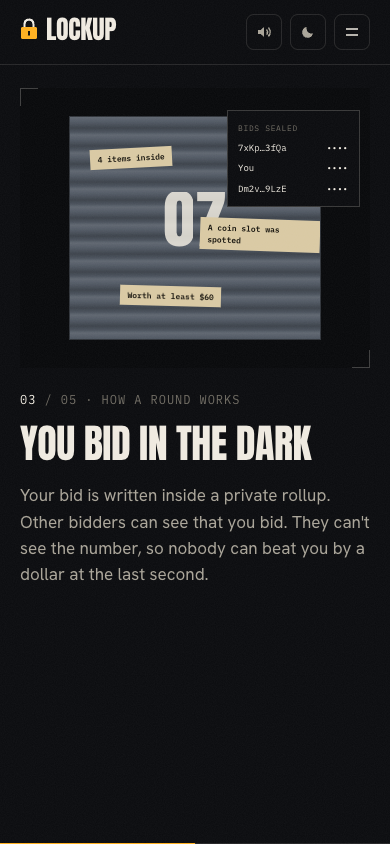 LOCKUP
BIDS SEALED
7xKp…3fQa ••••
You ••••
Dm2v…9LzE ••••
4 items inside
07
A coin slot was
spotted
Worth at least $60
03 / 05 · HOW A ROUND WORKS
YOU BID IN THE DARK
Your bid is written inside a private rollup.
Other bidders can see that you bid. They can't
see the number, so nobody can beat you by a
dollar at the last second.